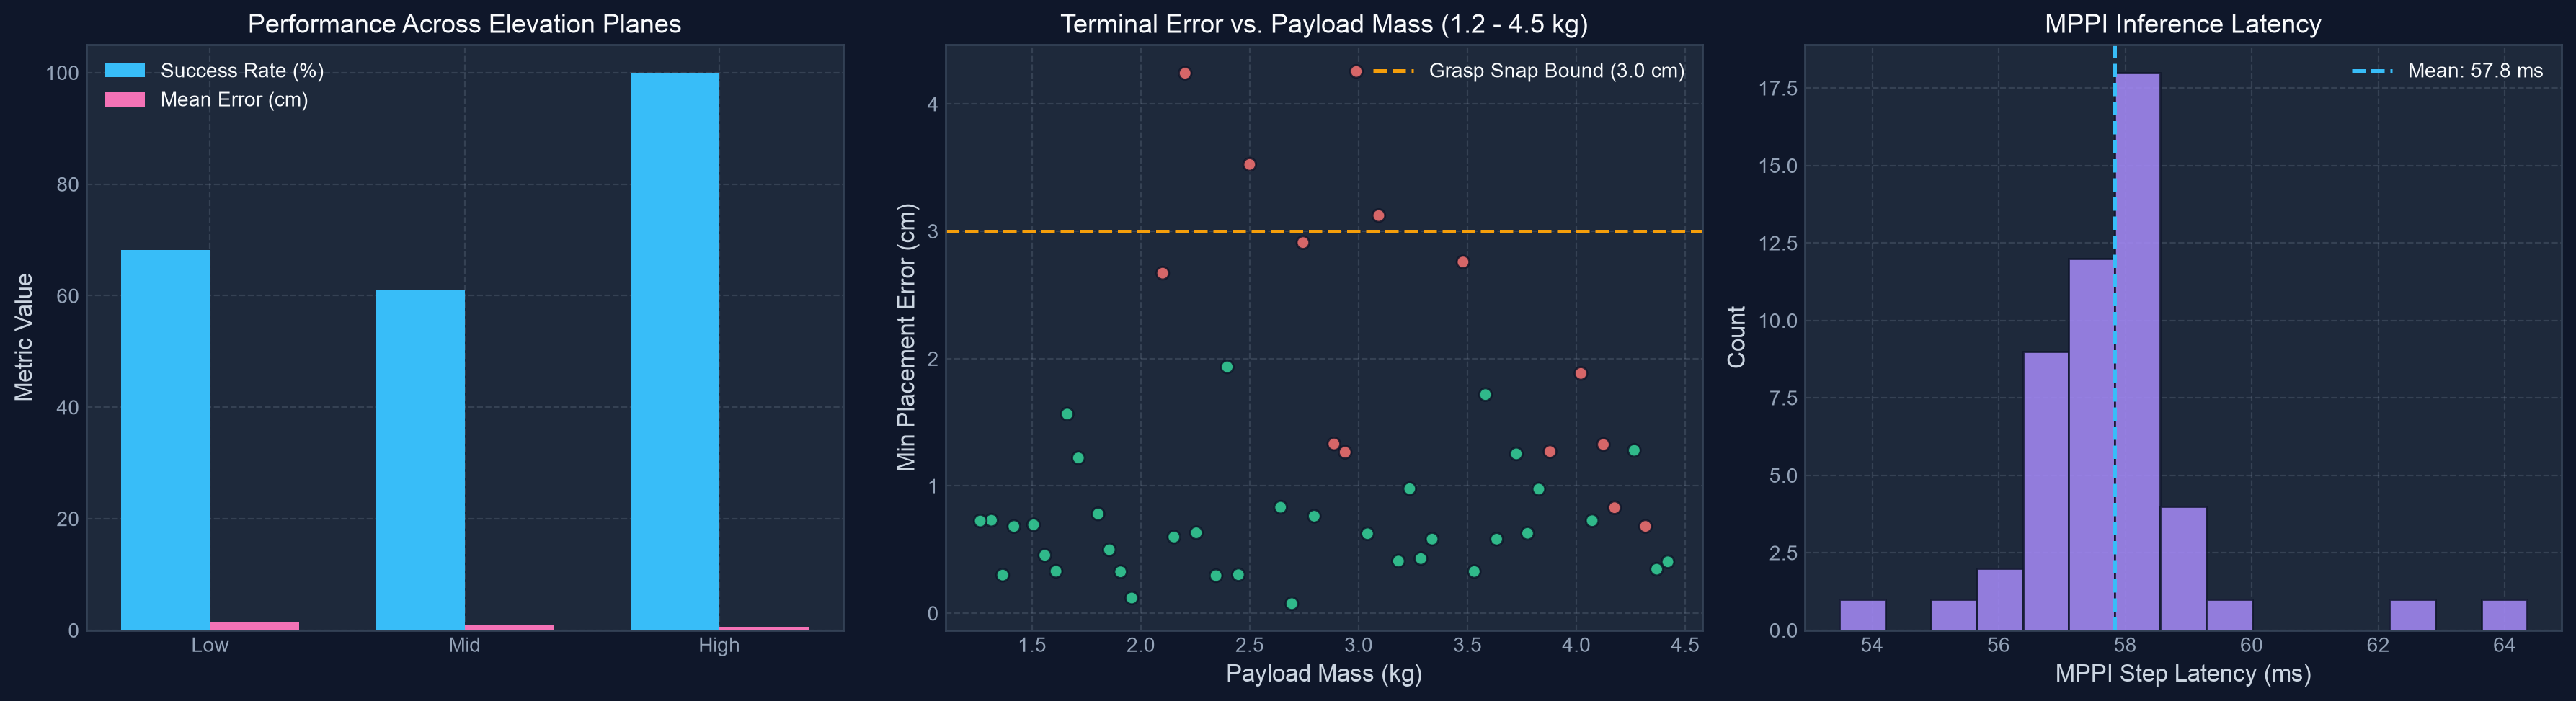 Performance Across Elevation Planes
Success Rate (%)
Mean Error (cm)
Metric Value
100
80
60
40
20
0
Low
Mid
High
Terminal Error vs. Payload Mass (1.2 - 4.5 kg)
Grasp Snap Bound (3.0 cm)
Min Placement Error (cm)
4
3
2
1
0
1.5
2.0
2.5
3.0
3.5
4.0
4.5
Payload Mass (kg)
MPPI Inference Latency
Mean: 57.8 ms
Count
17.5
15.0
12.5
10.0
7.5
5.0
2.5
0.0
54
56
58
60
62
64
MPPI Step Latency (ms)